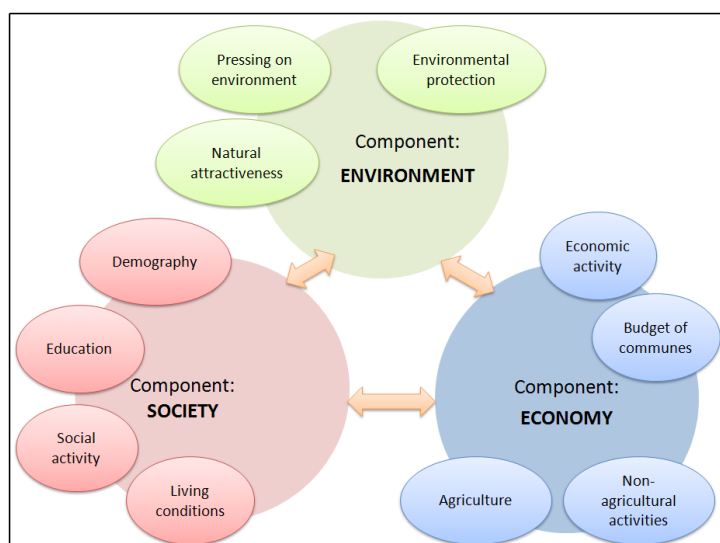 Pressing on
environment
Environmental
protection
Component:
ENVIRONMENT
Natural
attractiveness
Demography
Economic
activity
Education
Budget of
communes
Component:
SOCIETY
Component:
ECONOMY
Social
activity
Living
conditions
Agriculture
Non-
agricultural
activities